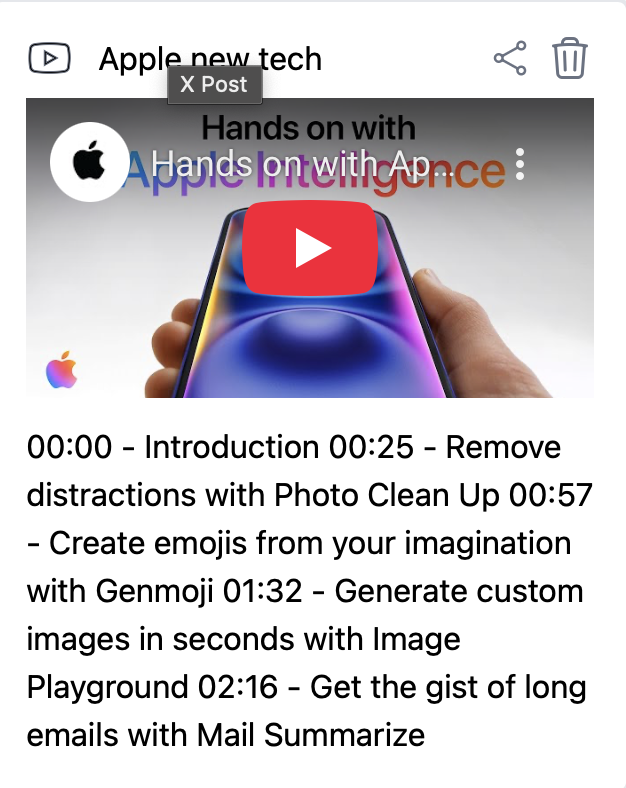 Apple new tech
X Post
Hands on with
Apple Intelligence
Hands on with Ap...
00:00 - Introduction 00:25 - Remove
distractions with Photo Clean Up 00:57
- Create emojis from your imagination
with Genmoji 01:32 - Generate custom
images in seconds with Image
Playground 02:16 - Get the gist of long
emails with Mail Summarize